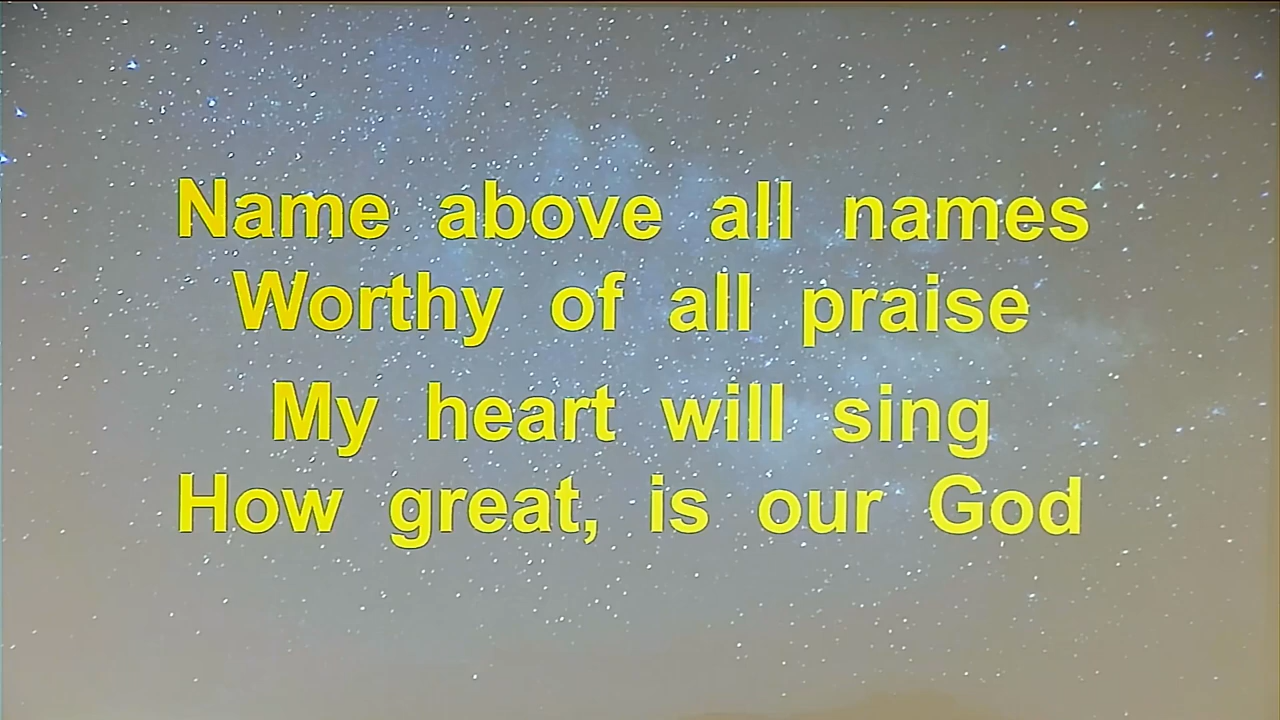 Name above all names
Worthy of all praise
My heart will sing
How great, is our God